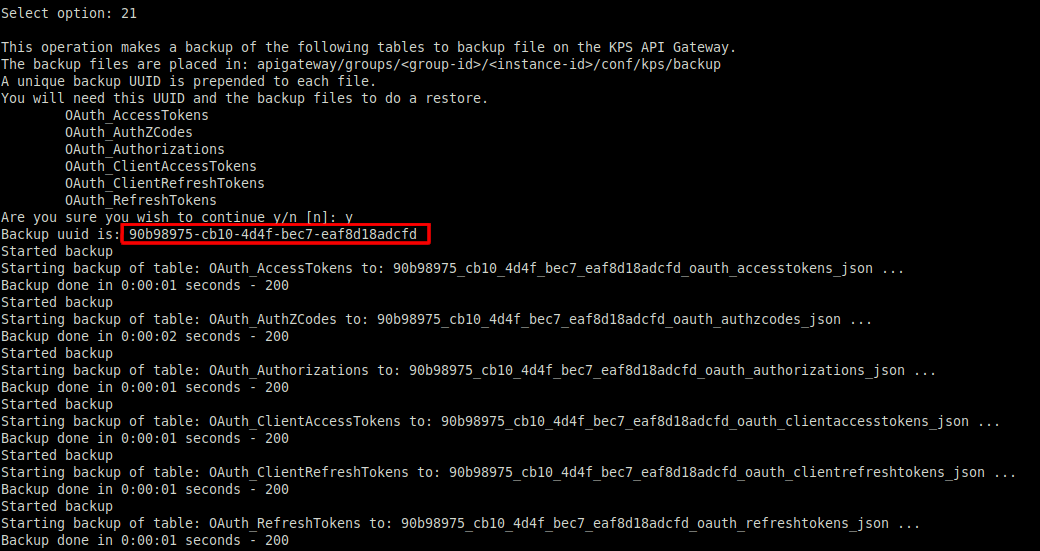 Select option: 21
This operation makes a backup of the following tables to backup file on the KPS API Gateway.
The backup files are placed in: apigateway/groups/<group-id>/<instance-id>/conf/kps/backup
A unique backup UUID is prepended to each file.
You will need this UUID and the backup files to do a restore.
OAuth_AccessTokens
OAuth_AuthZCodes
OAuth_Authorizations
OAuth_ClientAccessTokens
OAuth_ClientRefreshTokens
OAuth_RefreshTokens
Are you sure you wish to continue y/n [n]: y
Backup uuid is: 90b98975-cb10-4d4f-bec7-eaf8d18adcfd
Started backup
Starting backup of table: OAuth_AccessTokens to: 90b98975_cb10_4d4f_bec7_eaf8d18adcfd_oauth_accesstokens_json ...
Backup done in 0:00:01 seconds - 200
Started backup
Starting backup of table: OAuth_AuthZCodes to: 90b98975_cb10_4d4f_bec7_eaf8d18adcfd_oauth_authzcodes_json ...
Backup done in 0:00:02 seconds - 200
Started backup
Starting backup of table: OAuth_Authorizations to: 90b98975_cb10_4d4f_bec7_eaf8d18adcfd_oauth_authorizations_json ...
Backup done in 0:00:01 seconds - 200
Started backup
Starting backup of table: OAuth_ClientAccessTokens to: 90b98975_cb10_4d4f_bec7_eaf8d18adcfd_oauth_clientaccesstokens_json ...
Backup done in 0:00:01 seconds - 200
Started backup
Starting backup of table: OAuth_ClientRefreshTokens to: 90b98975_cb10_4d4f_bec7_eaf8d18adcfd_oauth_clientrefreshtokens_json ...
Backup done in 0:00:01 seconds - 200
Started backup
Starting backup of table: OAuth_RefreshTokens to: 90b98975_cb10_4d4f_bec7_eaf8d18adcfd_oauth_refreshtokens_json ...
Backup done in 0:00:01 seconds - 200